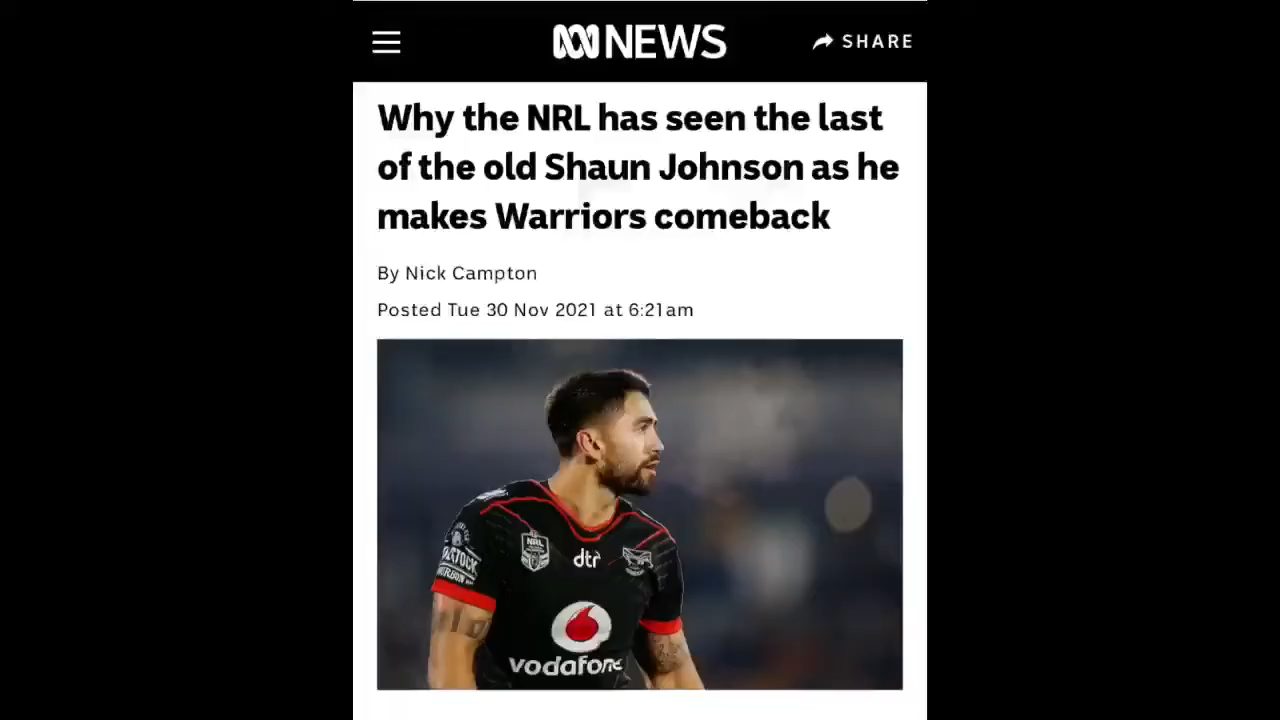 NEWS
SHARE
Why the NRL has seen the last
of the old Shaun Johnson as he
makes Warriors comeback
By Nick Campton
Posted Tue 30 Nov 2021 at 6:21am
NRL
dtr
vodafone